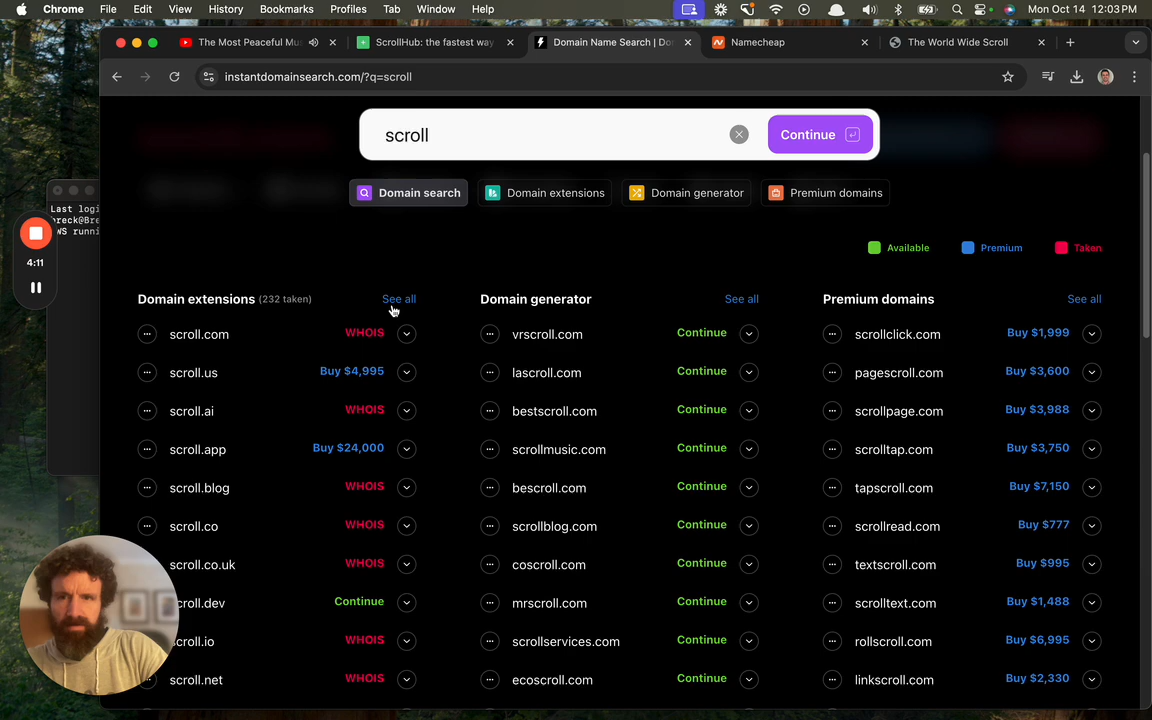 Chrome File Edit View History Bookmarks Profiles Tab Window Help Mon Oct 14 12:03 PM
The Most Peaceful Mu
ScrollHub: the fastest way
Domain Name Search | Do
Namecheap
The World Wide Scroll
instantdomainsearch.com/?q=scroll
scroll
Continue
Domain search
Domain extensions
Domain generator
Premium domains
Last logi
WS runni
4:11
Available
Premium
Taken
Domain extensions (232 taken) See all
scroll.com WHOIS
scroll.us Buy $4,995
scroll.ai WHOIS
scroll.app Buy $24,000
scroll.blog WHOIS
scroll.co WHOIS
scroll.co.uk WHOIS
croll.dev Continue
croll.io WHOIS
scroll.net WHOIS
Domain generator See all
vrscroll.com Continue
lascroll.com Continue
bestscroll.com Continue
scrollmusic.com Continue
bescroll.com Continue
scrollblog.com Continue
coscroll.com Continue
mrscroll.com Continue
scrollservices.com Continue
ecoscroll.com Continue
Premium domains See all
scrollclick.com Buy $1,999
pagescroll.com Buy $3,600
scrollpage.com Buy $3,988
scrolltap.com Buy $3,750
tapscroll.com Buy $7,150
scrollread.com Buy $777
textscroll.com Buy $995
scrolltext.com Buy $1,488
rollscroll.com Buy $6,995
linkscroll.com Buy $2,330